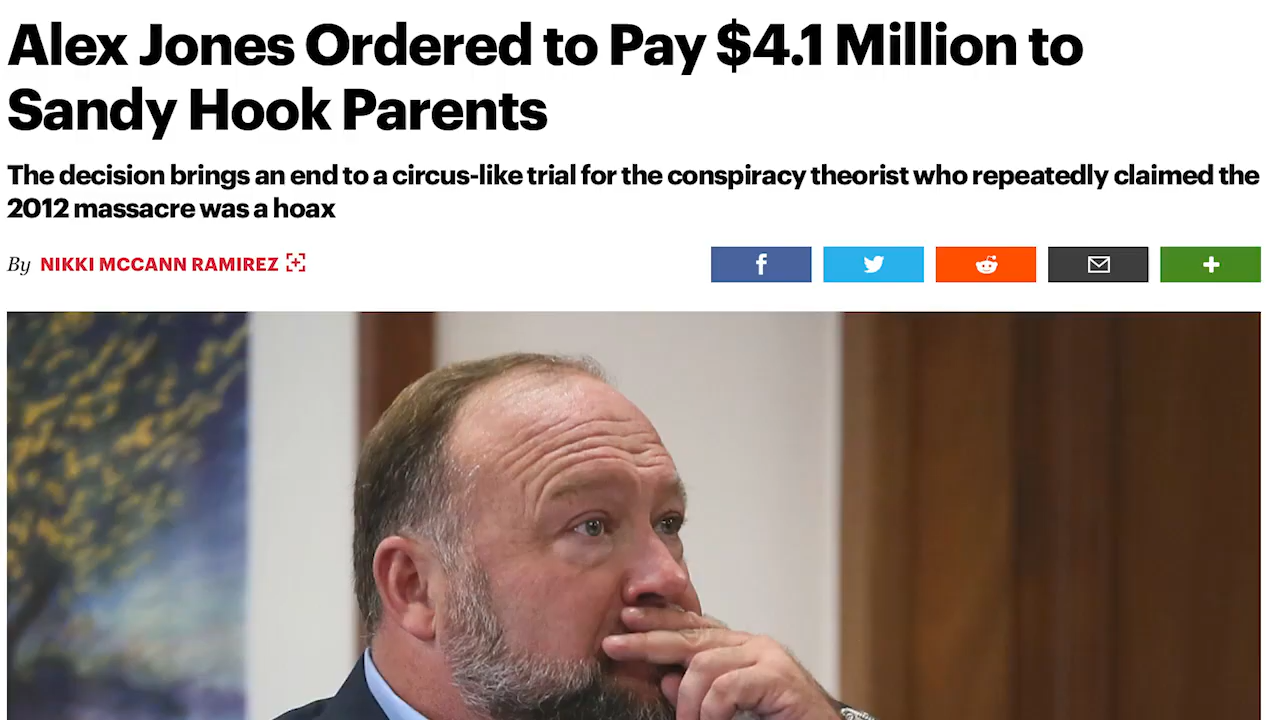 Alex Jones Ordered to Pay $4.1 Million to
Sandy Hook Parents
The decision brings an end to a circus-like trial for the conspiracy theorist who repeatedly claimed the
2012 massacre was a hoax
By NIKKI MCCANN RAMIREZ